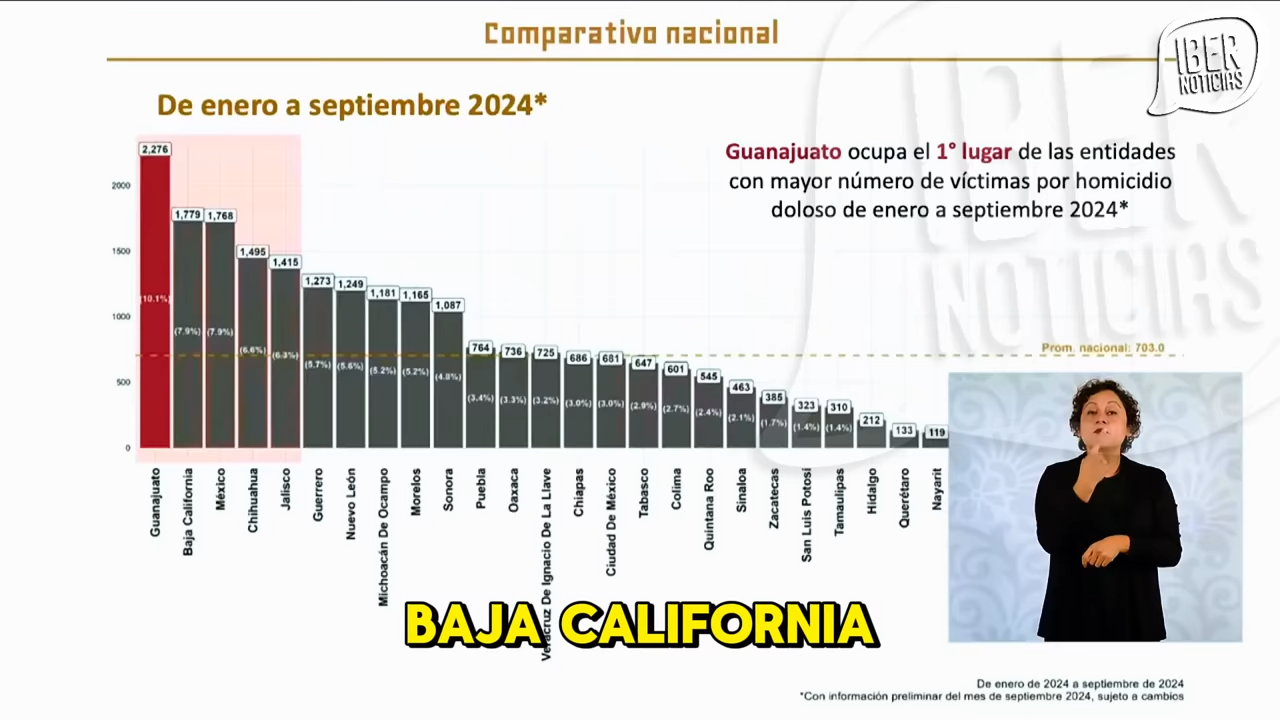 Comparativo nacional
IBER
NOTICIAS
De enero a septiembre 2024*
Guanajuato ocupa el 1° lugar de las entidades
con mayor número de víctimas por homicidio
doloso de enero a septiembre 2024*
IBER
NOTICIAS
2000
1500
1000
500
0
2,276
1,779
1,768
1,495
1,415
1,273
1,249
1,181
1,165
1,087
764
736
725
686
681
647
601
545
463
385
323
310
212
133
119
(10.1%)
(7.9%)
(7.9%)
(6.6%)
(6.3%)
(5.7%)
(5.6%)
(5.2%)
(5.2%)
(4.8%)
(3.4%)
(3.3%)
(3.2%)
(3.0%)
(3.0%)
(2.9%)
(2.7%)
(2.4%)
(2.1%)
(1.7%)
(1.4%)
(1.4%)
Prom. nacional: 703.0
Guanajuato
Baja California
México
Chihuahua
Jalisco
Guerrero
Nuevo León
Michoacán De Ocampo
Morelos
Sonora
Puebla
Oaxaca
Veracruz De Ignacio De La Llave
Chiapas
Ciudad De México
Tabasco
Colima
Quintana Roo
Sinaloa
Zacatecas
San Luis Potosí
Tamaulipas
Hidalgo
Querétaro
Nayarit
BAJA CALIFORNIA
De enero de 2024 a septiembre de 2024
*Con información preliminar del mes de septiembre 2024, sujeto a cambios